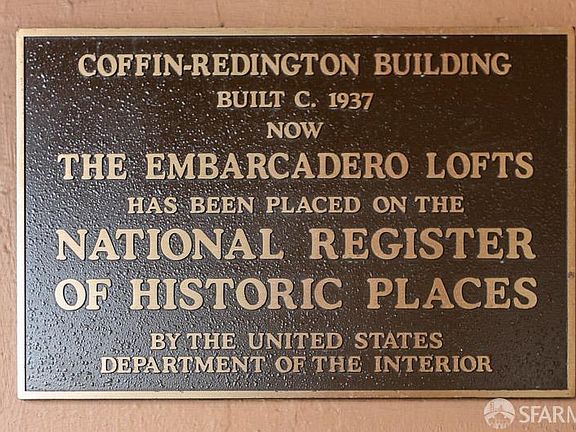 COFFIN-REDINGTON BUILDING
BUILT C. 1937
NOW
THE EMBARCADERO LOFTS
HAS BEEN PLACED ON THE
NATIONAL REGISTER
OF HISTORIC PLACES
BY THE UNITED STATES
DEPARTMENT OF THE INTERIOR
SFARM